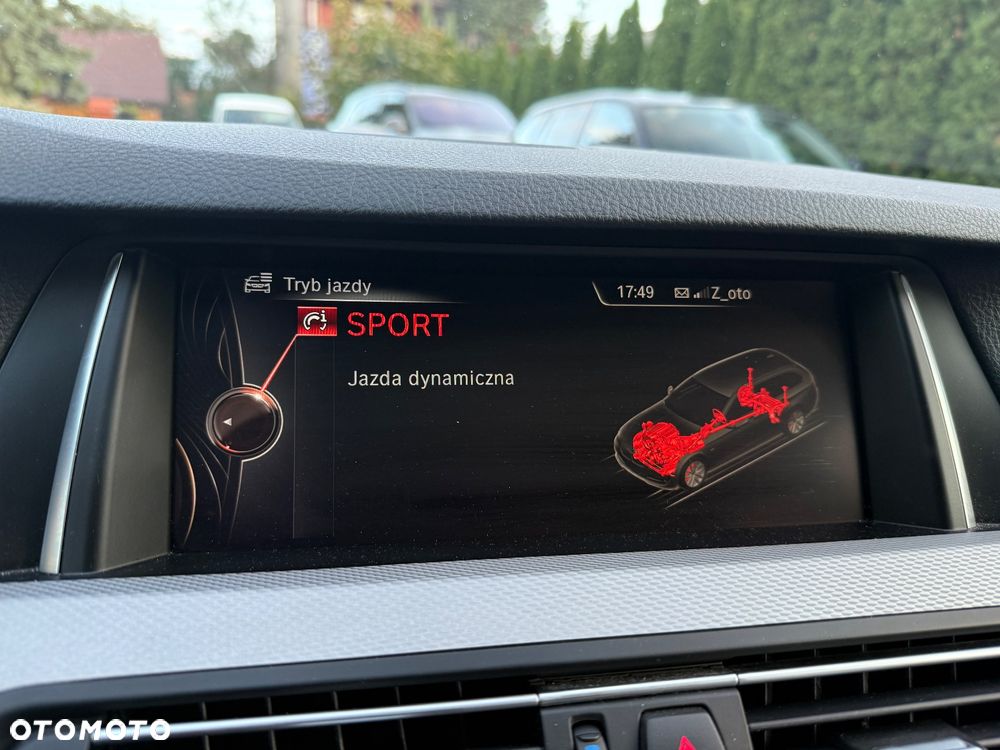 Tryb jazdy
17:49 Z_oto
SPORT
Jazda dynamiczna
OTOMOTO